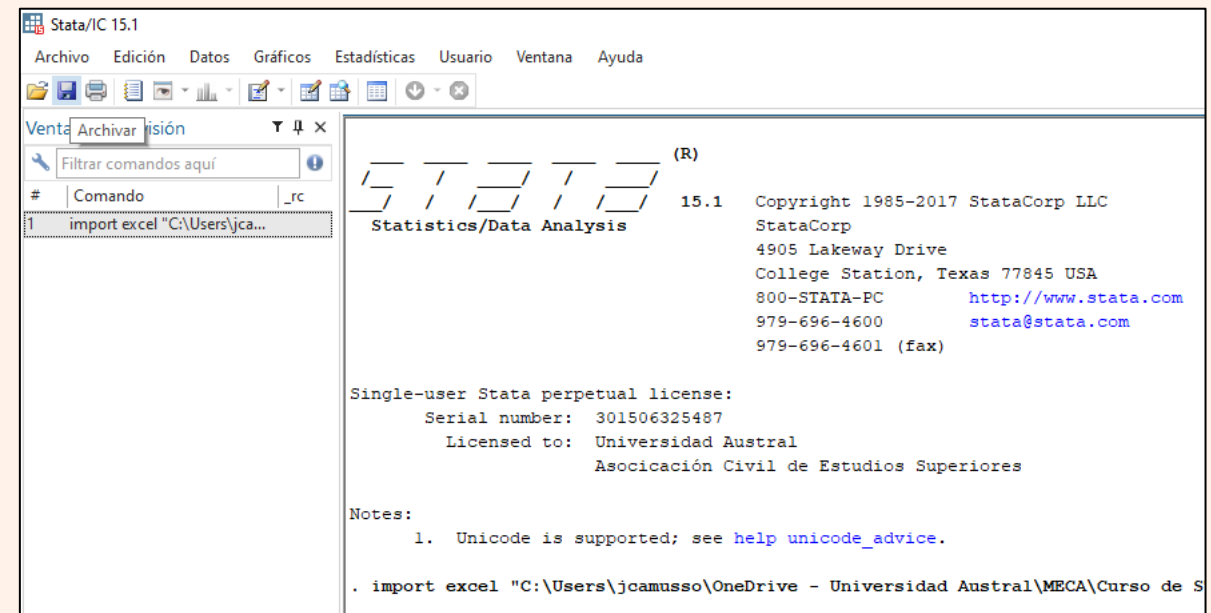 Stata/IC 15.1
Archivo Edición Datos Gráficos Estadísticas Usuario Ventana Ayuda
Venta Archivar isión
Filtrar comandos aquí
# Comando _rc
1 import excel "C:\Users\jca...
STATA (R)
15.1 Copyright 1985-2017 StataCorp LLC
Statistics/Data Analysis StataCorp
4905 Lakeway Drive
College Station, Texas 77845 USA
800-STATA-PC http://www.stata.com
979-696-4600 stata@stata.com
979-696-4601 (fax)
Single-user Stata perpetual license:
Serial number: 301506325487
Licensed to: Universidad Austral
Asocicación Civil de Estudios Superiores
Notes:
1. Unicode is supported; see help unicode_advice.
. import excel "C:\Users\jcamusso\OneDrive - Universidad Austral\MECA\Curso de S